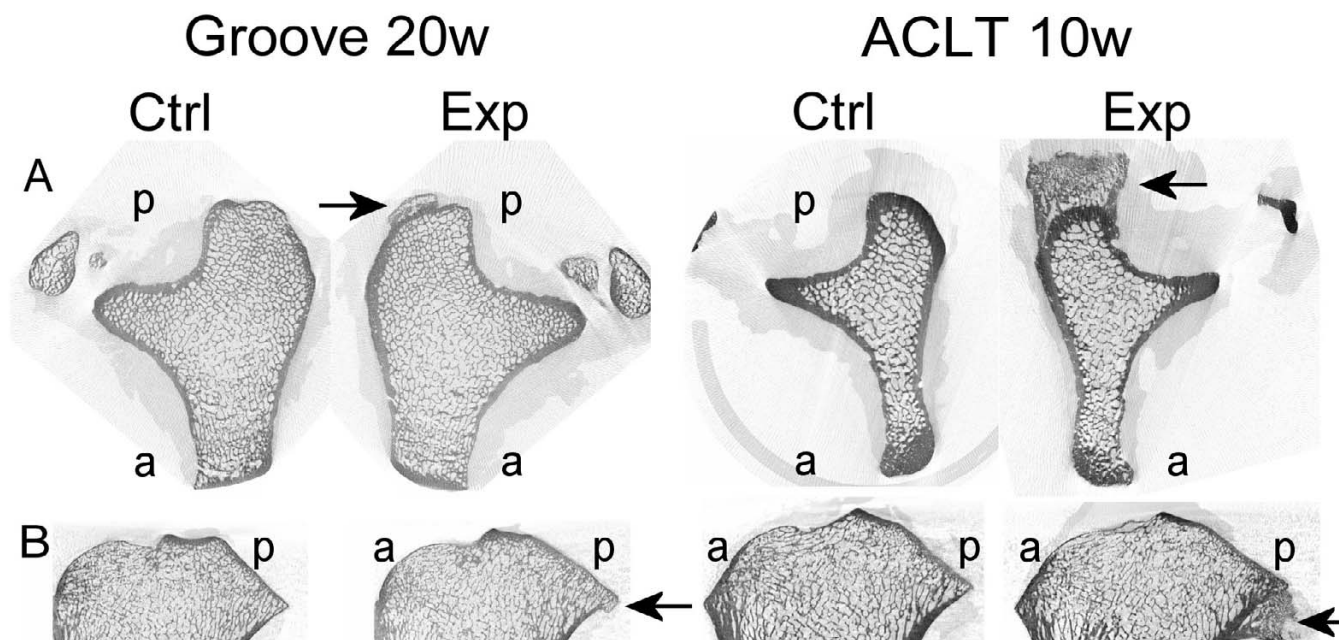 Groove 20w ACLT 10w
Ctrl Exp Ctrl Exp
A
p p p
a a a a
B
p a p a p a p